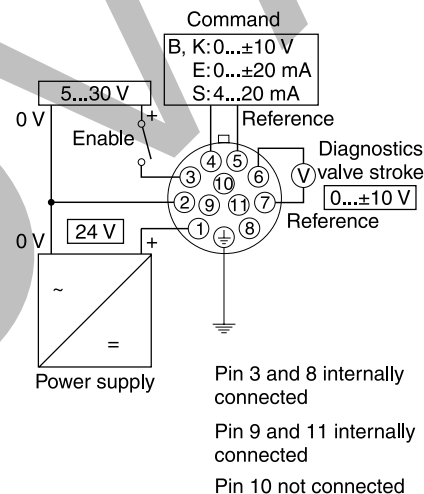 Command
B, K: 0...±10 V
E: 0...±20 mA
S: 4...20 mA
5...30 V
0 V
+
Enable
Reference
Diagnostics
valve stroke
0...±10 V
Reference
V
4
5
3
10
6
2
9
11
7
1
8
0 V
24 V
+
~
=
Power supply
Pin 3 and 8 internally
connected
Pin 9 and 11 internally
connected
Pin 10 not connected